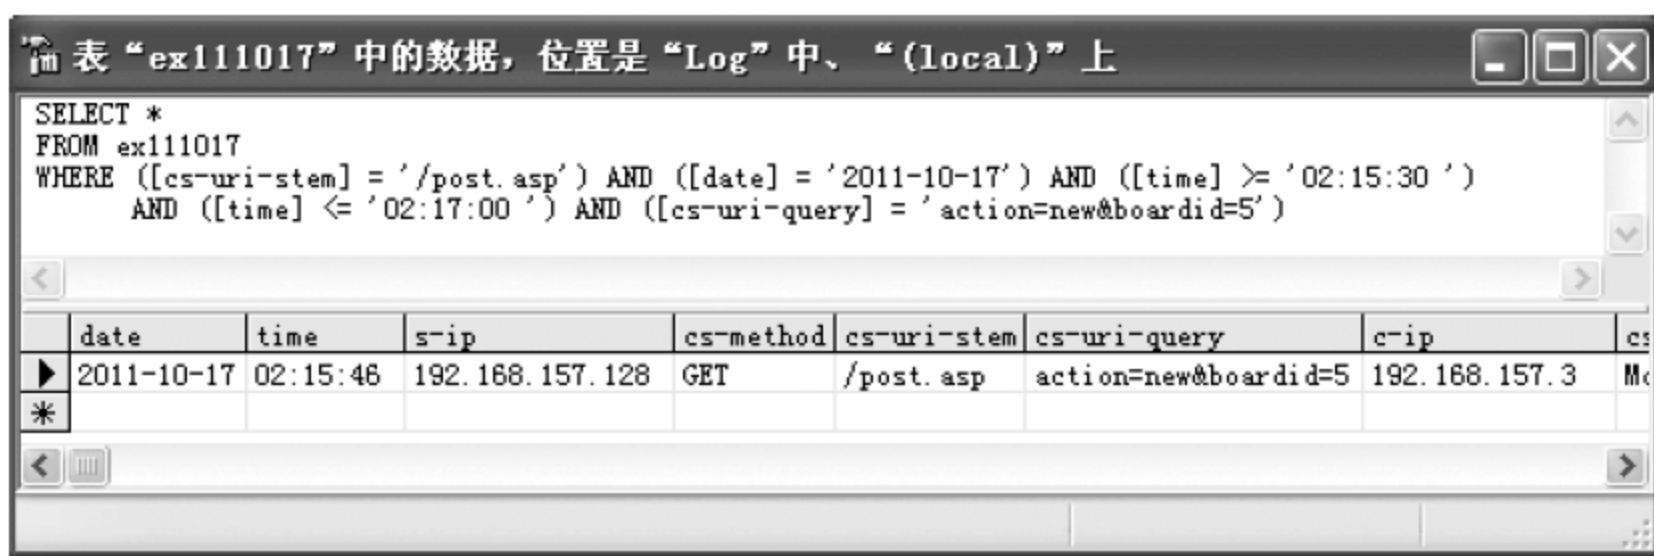 表“ex111017”中的数据，位置是“Log”中、“(local)”上
SELECT *
FROM ex111017
WHERE ([cs-uri-stem] = '/post.asp') AND ([date] = '2011-10-17') AND ([time] >= '02:15:30 ')
AND ([time] <= '02:17:00 ') AND ([cs-uri-query] = 'action=new&boardid=5')
date time s-ip cs-method cs-uri-stem cs-uri-query c-ip cs
2011-10-17 02:15:46 192.168.157.128 GET /post.asp action=new&boardid=5 192.168.157.3